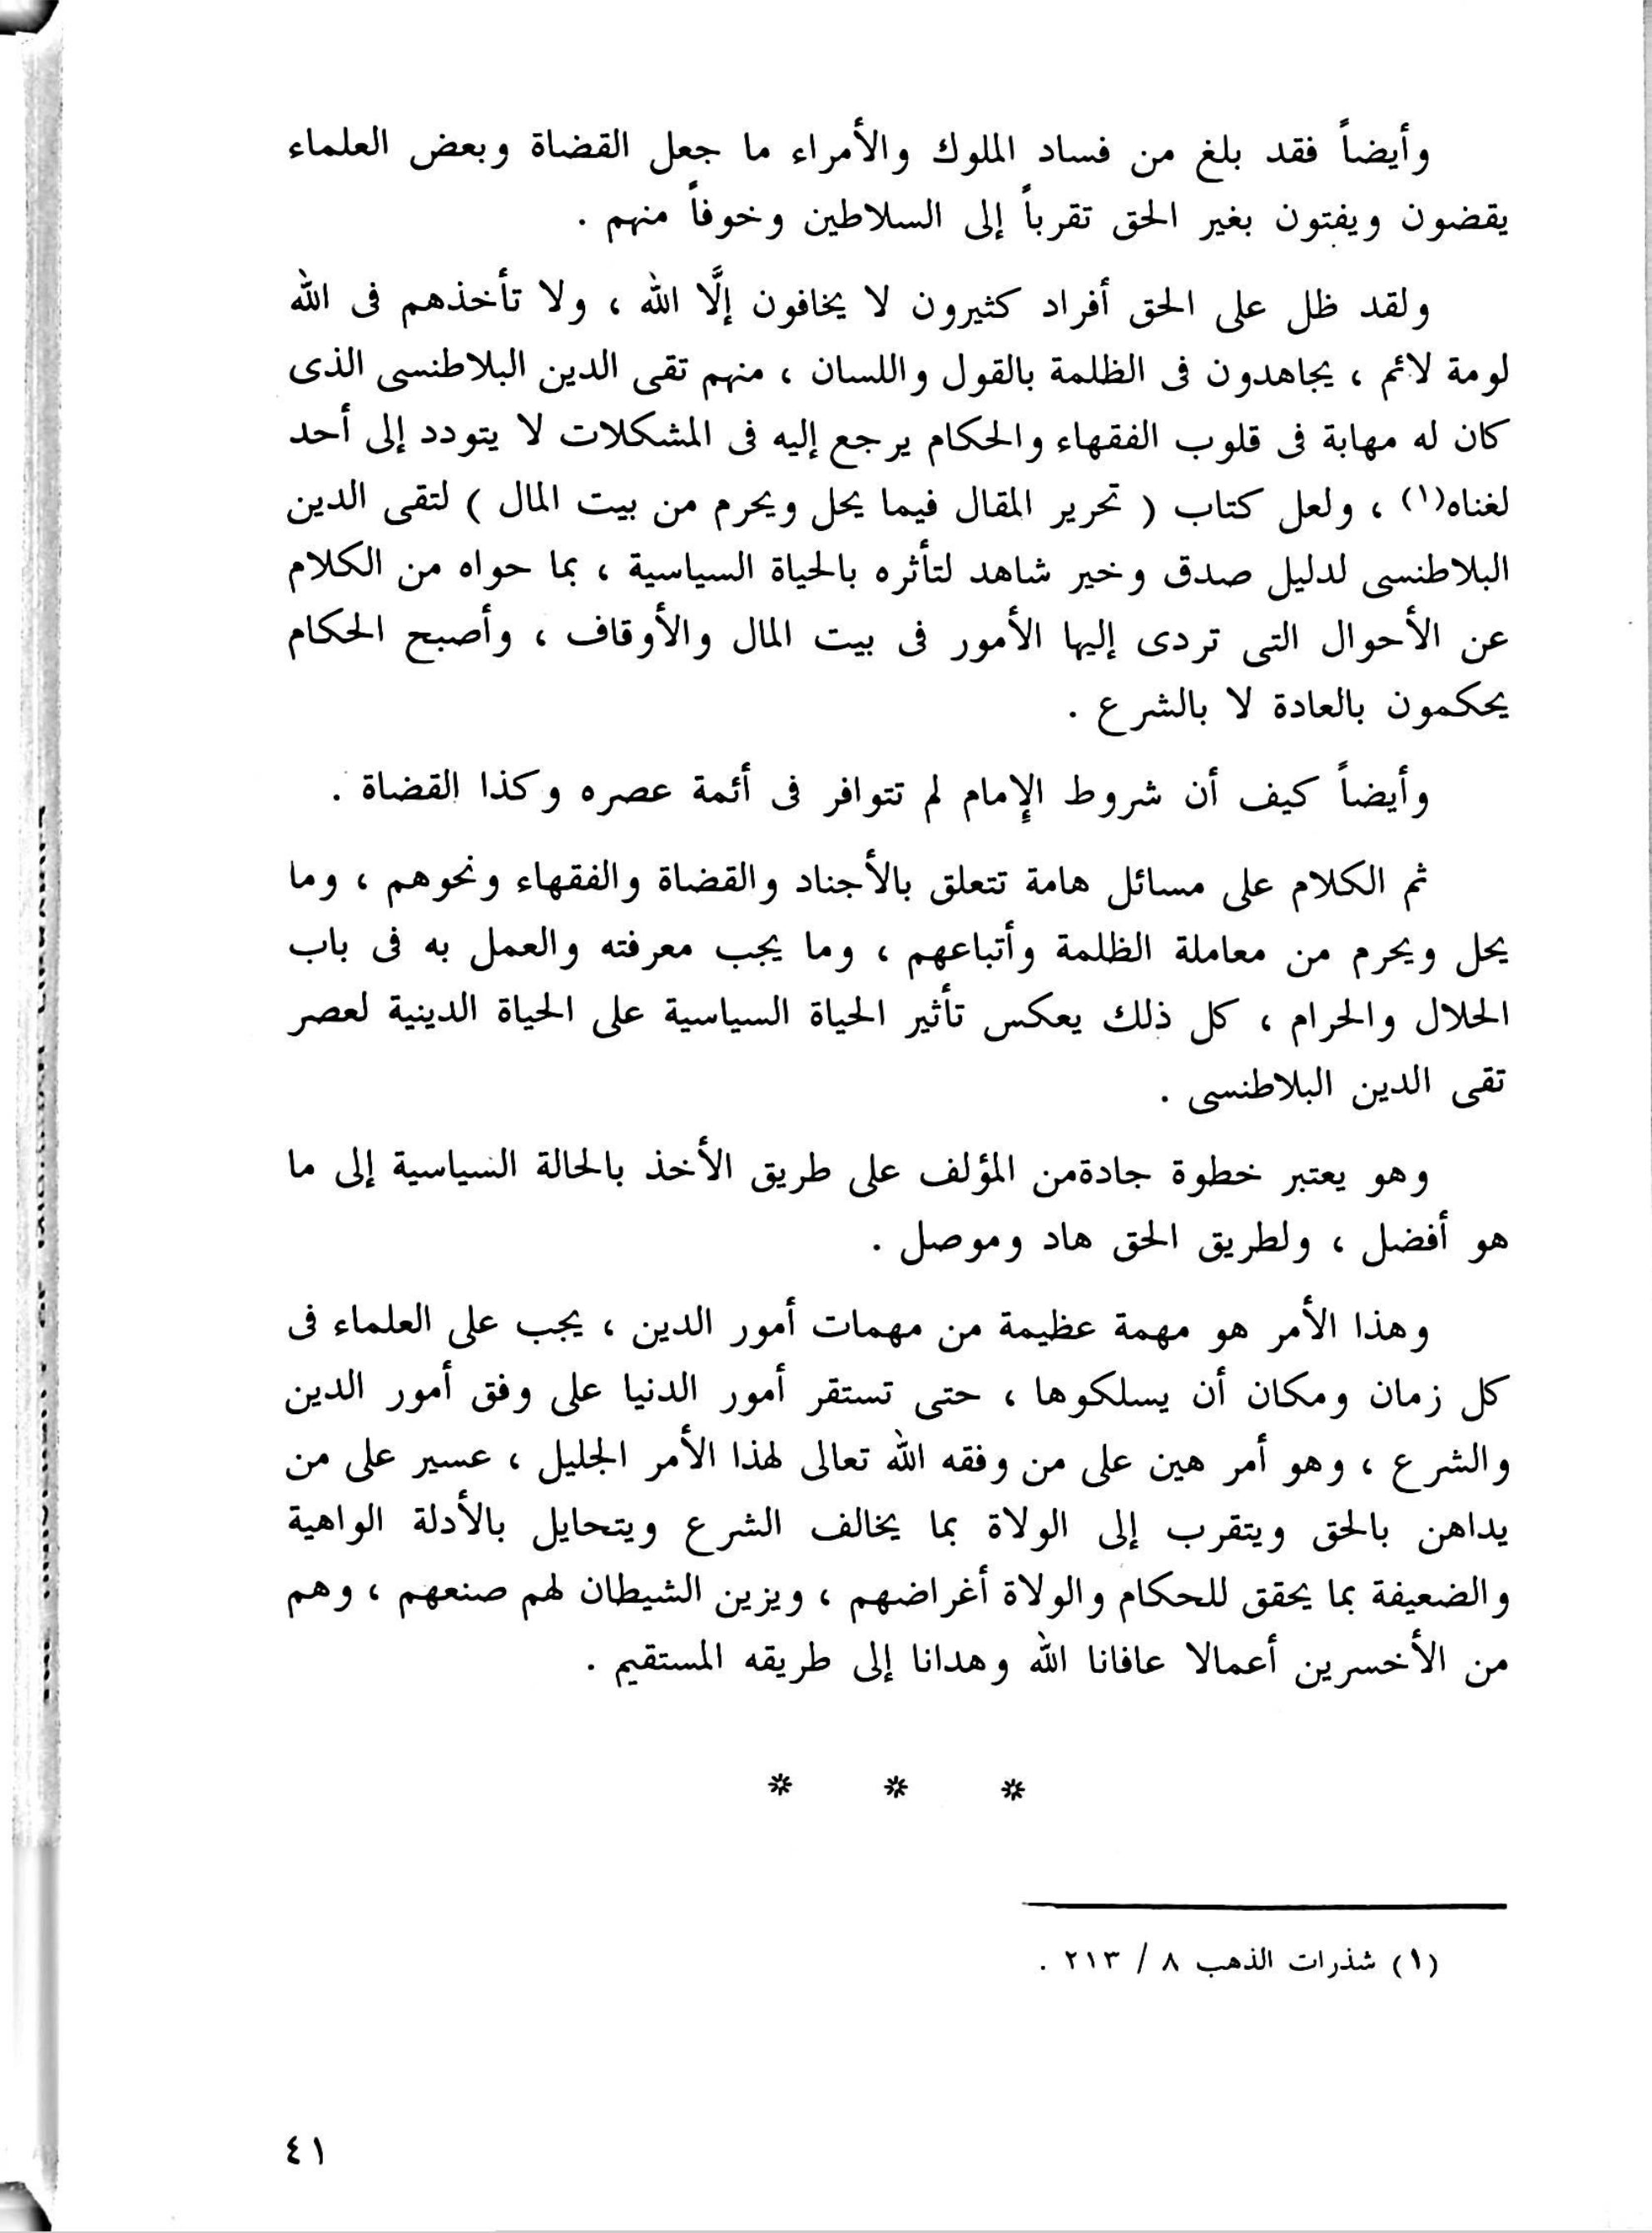 وأيضاً فقد بلغ من فساد الملوك والأمراء ما جعل القضاة وبعض العلماء
يقضون ويفتون بغير الحق تقرباً إلى السلاطين وخوفاً منهم .
ولقد ظل على الحق أفراد كثيرون لا يخافون إلَّا الله ، ولا تأخذهم فى الله
لومة لائم ، يجاهدون فى الظلمة بالقول واللسان ، منهم تقى الدين البلاطنسى الذى
كان له مهابة فى قلوب الفقهاء والحكام يرجع إليه فى المشكلات لا يتودد إلى أحد
لغناه(١) ، ولعل كتاب ( تحرير المقال فيما يحل ويحرم من بيت المال ) لتقى الدين
البلاطنسى لدليل صدق وخير شاهد لتأثره بالحياة السياسية ، بما حواه من الكلام
عن الأحوال التى تردى إليها الأمور فى بيت المال والأوقاف ، وأصبح الحكام
يحكمون بالعادة لا بالشرع .
وأيضاً كيف أن شروط الإمام لم تتوافر فى أئمة عصره وكذا القضاة .
ثم الكلام على مسائل هامة تتعلق بالأجناد والقضاة والفقهاء ونحوهم ، وما
يحل ويحرم من معاملة الظلمة وأتباعهم ، وما يجب معرفته والعمل به فى باب
الحلال والحرام ، كل ذلك يعكس تأثير الحياة السياسية على الحياة الدينية لعصر
تقى الدين البلاطنسى .
وهو يعتبر خطوة جادةمن المؤلف على طريق الأخذ بالحالة السياسية إلى ما
هو أفضل ، ولطريق الحق هاد وموصل .
وهذا الأمر هو مهمة عظيمة من مهمات أمور الدين ، يجب على العلماء فى
كل زمان ومكان أن يسلكوها ، حتى تستقر أمور الدنيا على وفق أمور الدين
والشرع ، وهو أمر هين على من وفقه الله تعالى لهذا الأمر الجليل ، عسير على من
يداهن بالحق ويتقرب إلى الولاة بما يخالف الشرع ويتحايل بالأدلة الواهية
والضعيفة بما يحقق للحكام والولاة أغراضهم ، ويزين الشيطان لهم صنعهم ، وهم
من الأخسرين أعمالا عافانا الله وهدانا إلى طريقه المستقيم .
* * *
(١) شذرات الذهب ٨ / ٢١٣ .
٤١